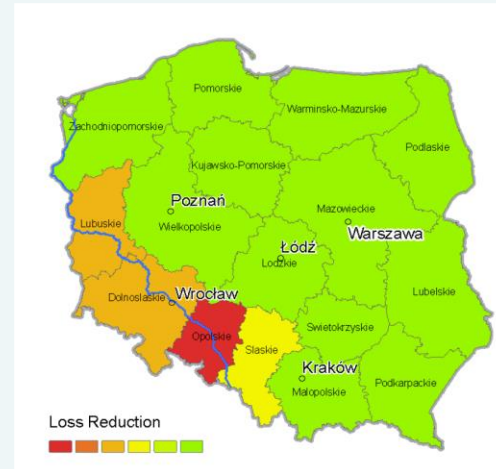 Pomorskie
Warminsko-Mazurskie
Zachodniopomorskie
Podlaskie
Kujawsko-Pomorskie
Poznań
Mazowieckie
Lubuskie
Wielkopolskie
Warszawa
Łódź
Lodzkie
Lubelskie
Dolnoslaskie
Wrocław
Swietokrzyskie
Opolskie
Slaskie
Kraków
Malopolskie
Podkarpackie
Loss Reduction